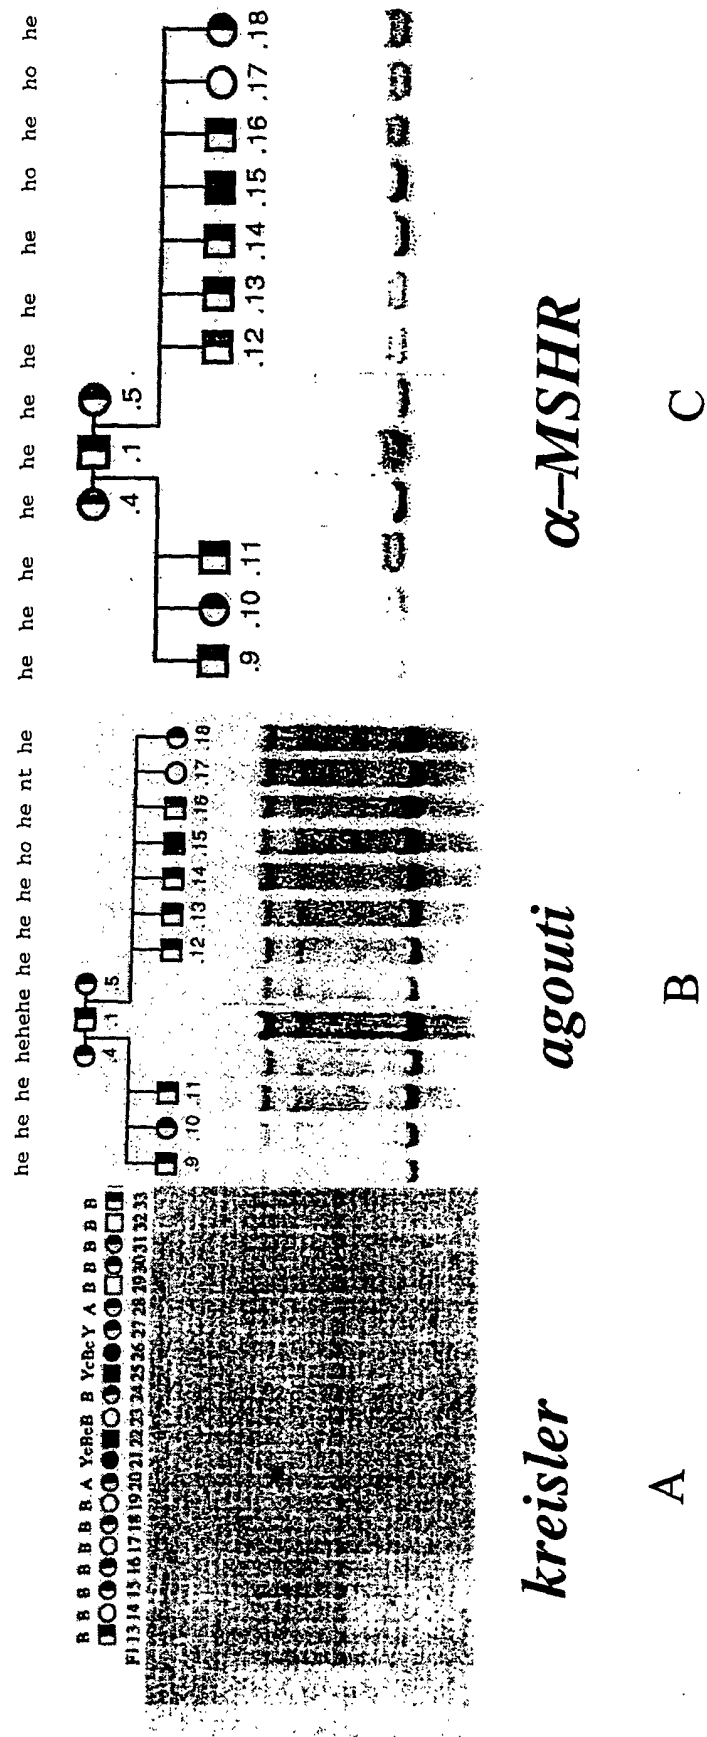 B B B B B B B A YcBcB B YcBcY A B B B B B
F1 13 14 15 16 17 18 19 20 21 22 23 24 25 26 27 28 29 30 31 32 33
kreisler
A
he he he hehehe he he he ho he nt he
.4 .1 .5
.9 .10 .11 .12 .13 .14 .15 .16 .17 .18
agouti
B
he he he he he he he he he ho he ho he
.4 .1 .5
.9 .10 .11 .12 .13 .14 .15 .16 .17 .18
α–MSHR
C